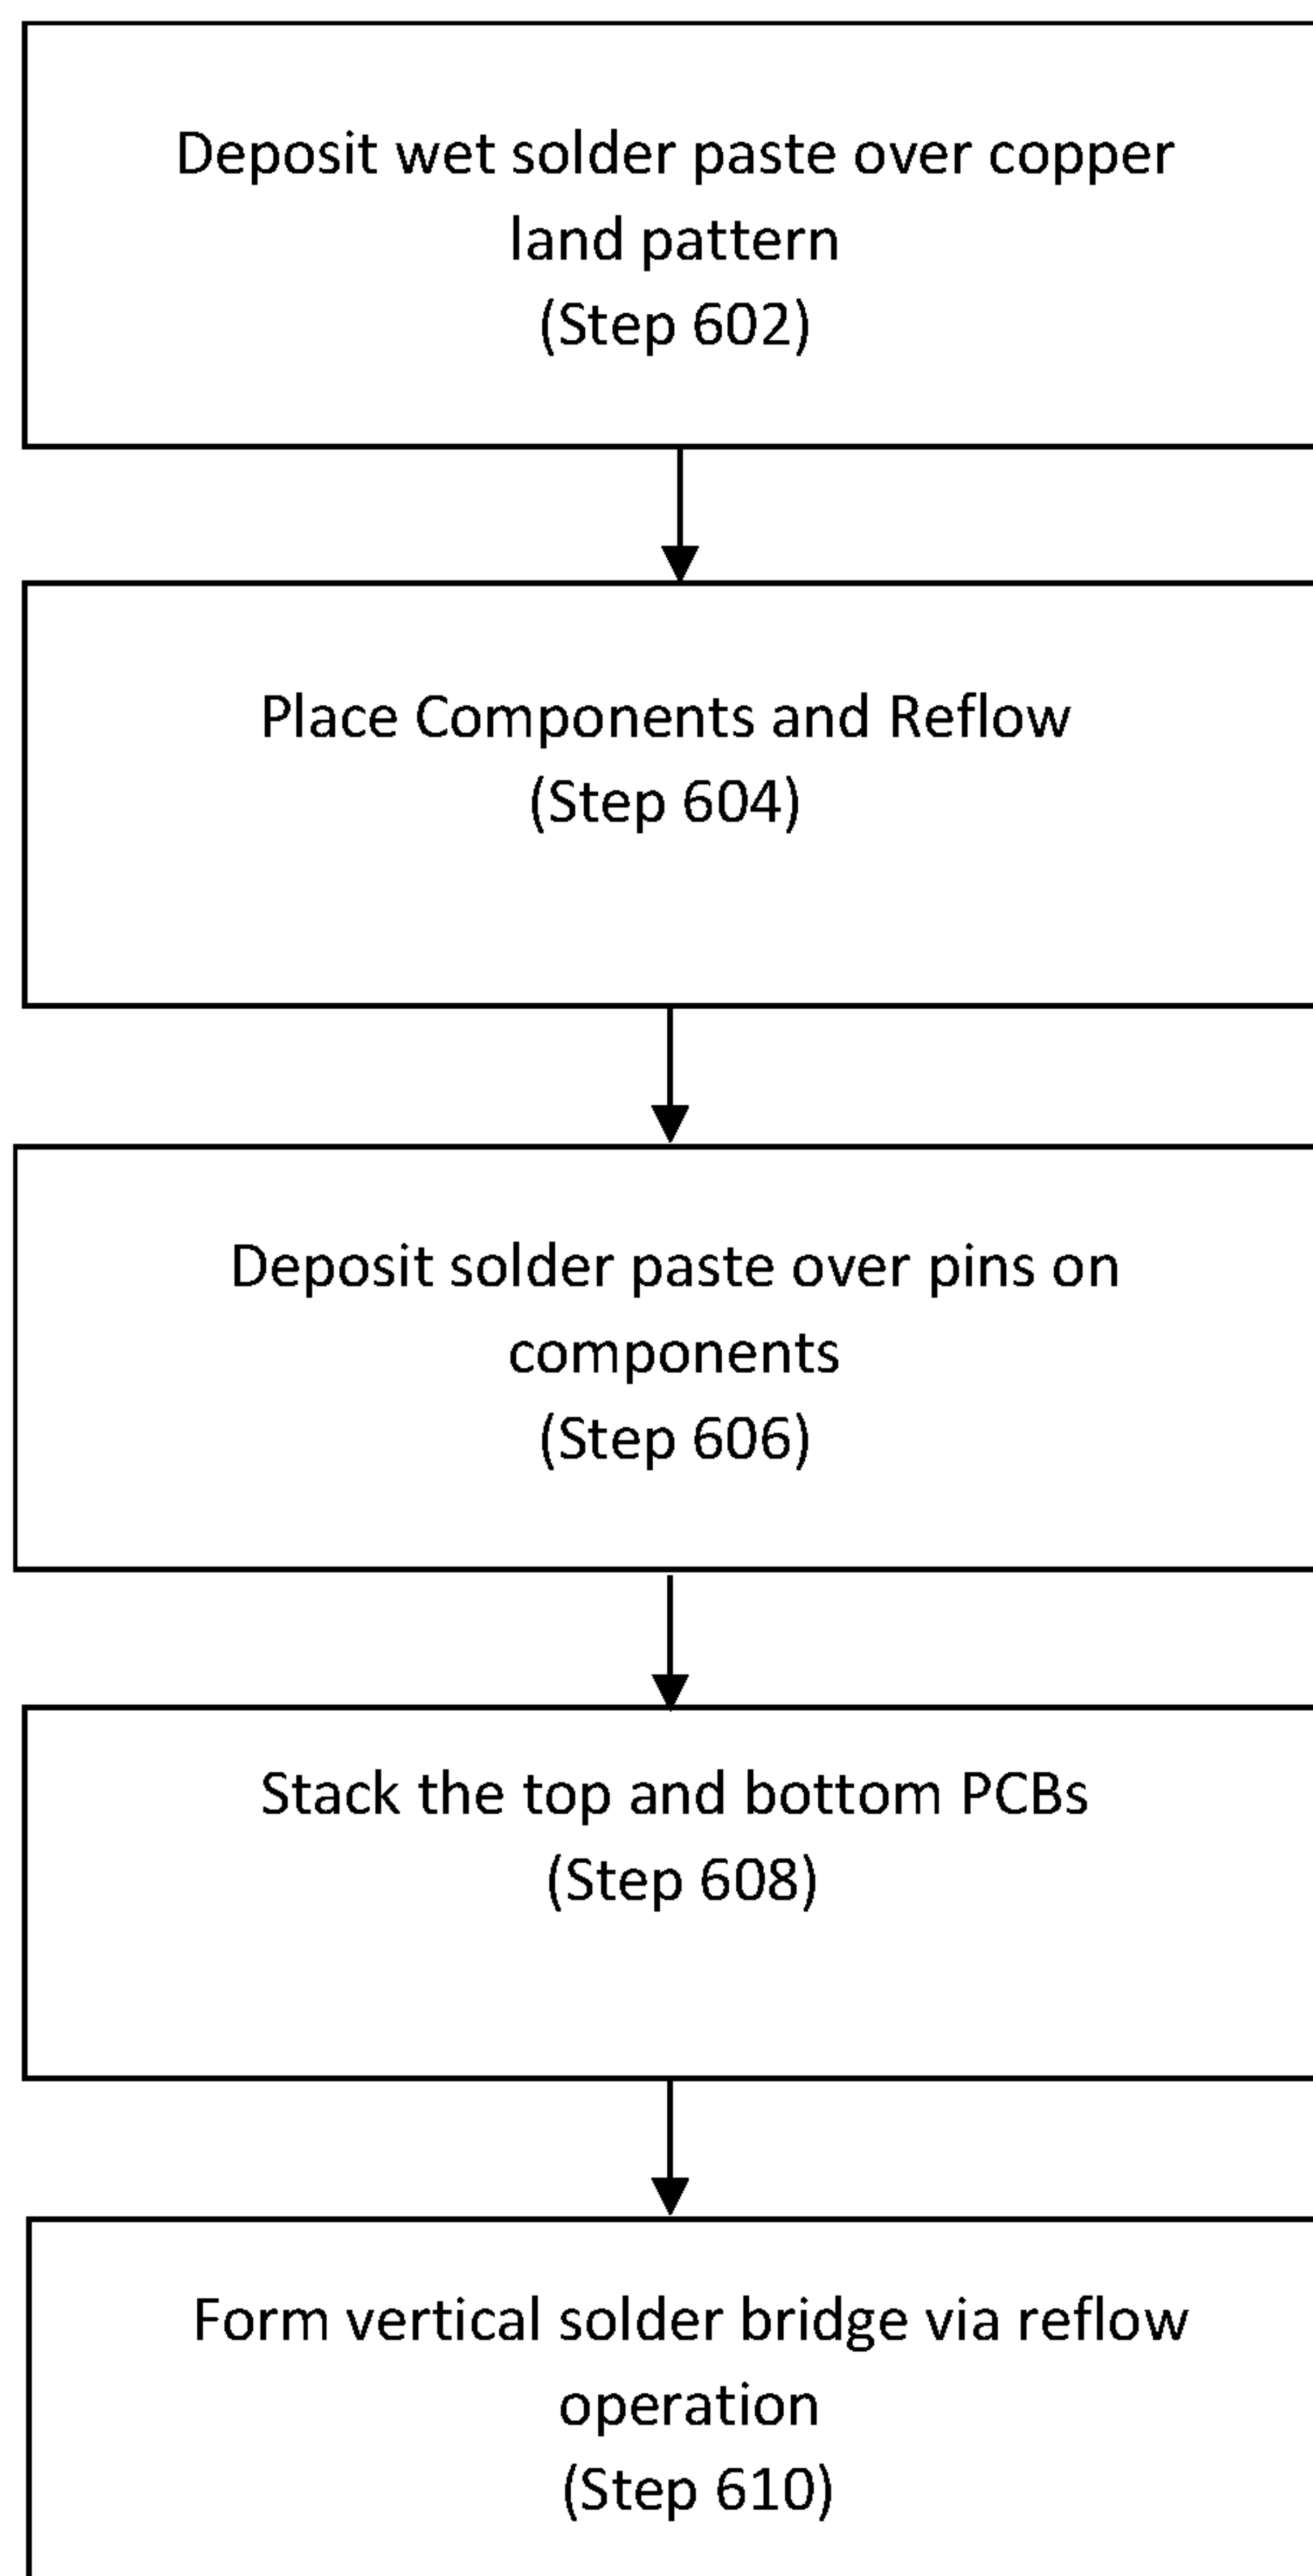 Deposit wet solder paste over copper
land pattern
(Step 602)
Place Components and Reflow
(Step 604)
Deposit solder paste over pins on
components
(Step 606)
Stack the top and bottom PCBs
(Step 608)
Form vertical solder bridge via reflow
operation
(Step 610)